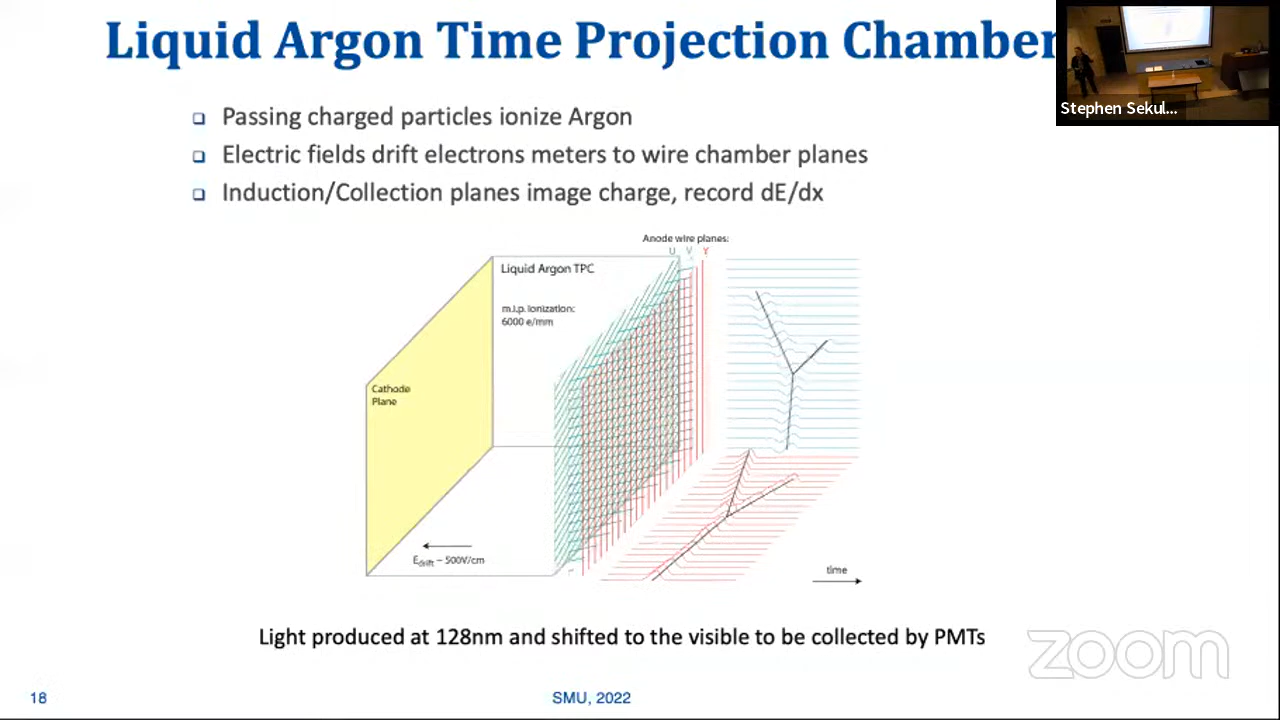 Liquid Argon Time Projection Chamber
Stephen Sekul...
Passing charged particles ionize Argon
Electric fields drift electrons meters to wire chamber planes
Induction/Collection planes image charge, record dE/dx
Anode wire planes:
U V Y
Liquid Argon TPC
m.i.p. ionization:
6000 e/mm
Cathode
Plane
Edrift ~ 500V/cm
time
Light produced at 128nm and shifted to the visible to be collected by PMTs
zoom
18
SMU, 2022